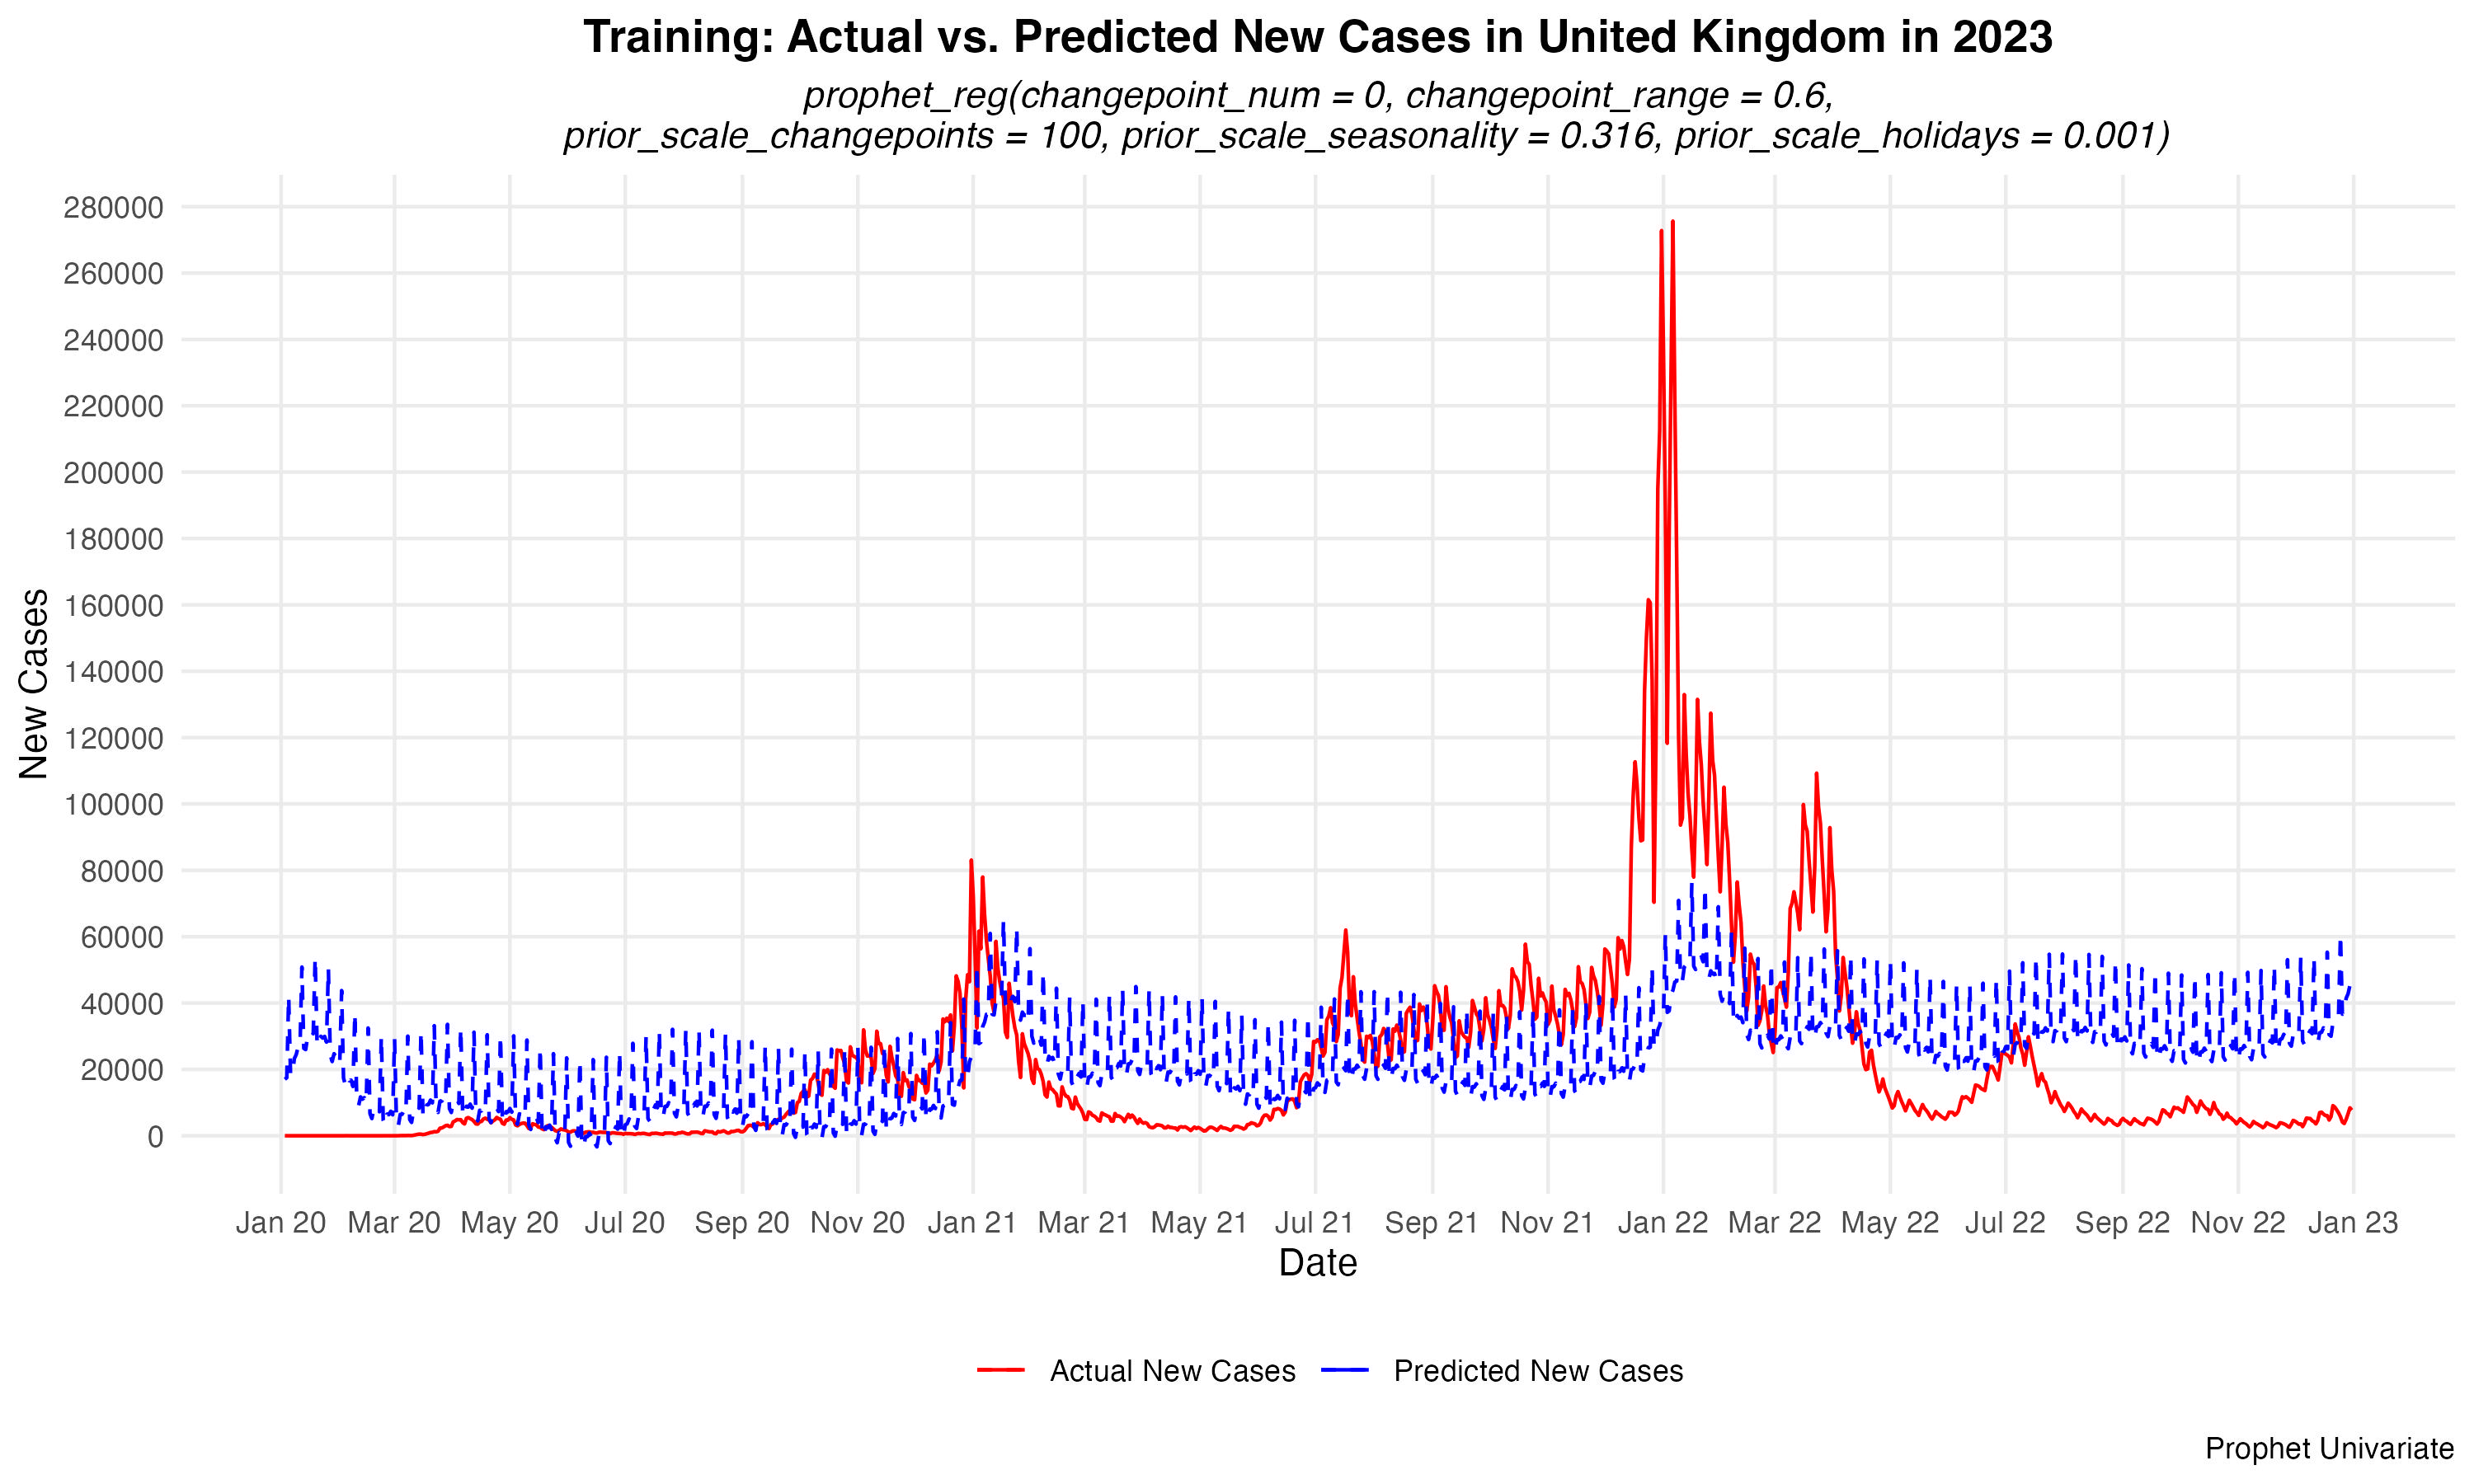 Training: Actual vs. Predicted New Cases in United Kingdom in 2023
prophet_reg(changepoint_num = 0, changepoint_range = 0.6,
prior_scale_changepoints = 100, prior_scale_seasonality = 0.316, prior_scale_holidays = 0.001)
280000
260000
240000
220000
200000
180000
160000
140000
120000
100000
80000
60000
40000
20000
0
New Cases
Jan 20 Mar 20 May 20 Jul 20 Sep 20 Nov 20 Jan 21 Mar 21 May 21 Jul 21 Sep 21 Nov 21 Jan 22 Mar 22 May 22 Jul 22 Sep 22 Nov 22 Jan 23
Date
Actual New Cases Predicted New Cases
Prophet Univariate